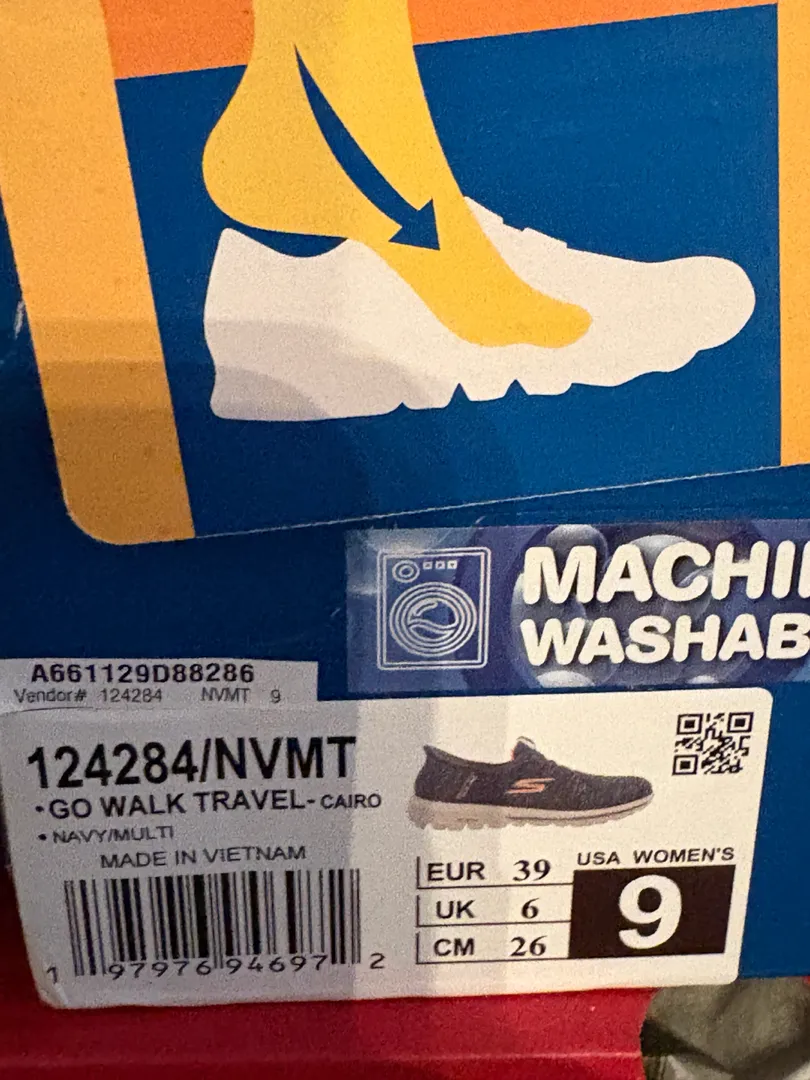 MACHI
WASHAB
A661129D88286
Vendor# 124284 NVMT 9
124284/NVMT
•GO WALK TRAVEL- CAIRO
• NAVY/MULTI
MADE IN VIETNAM
1 97976 94697 2
EUR 39
UK 6
CM 26
USA WOMEN'S
9